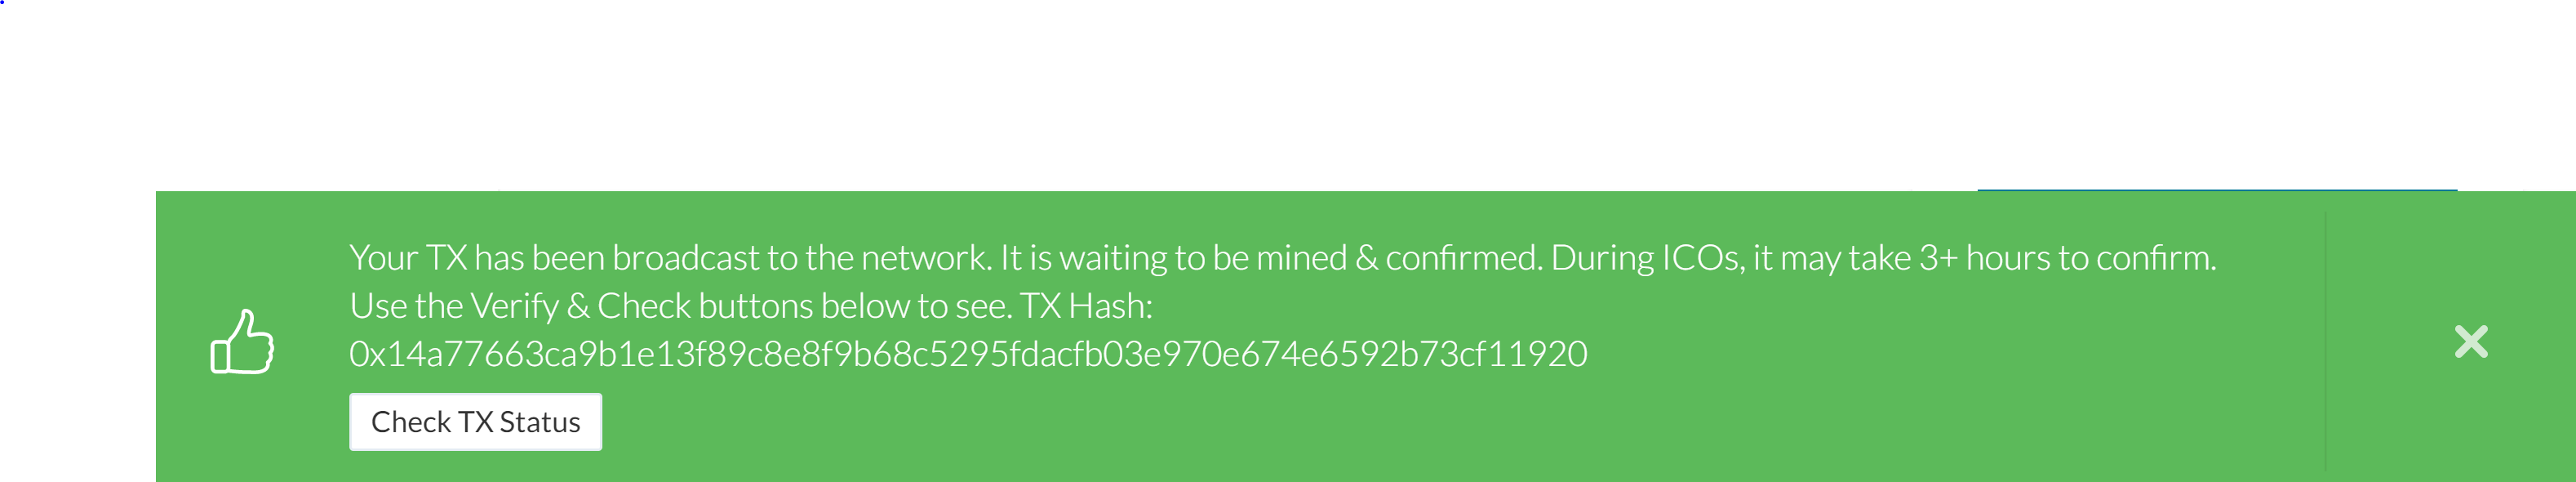 Your TX has been broadcast to the network. It is waiting to be mined & confirmed. During ICOs, it may take 3+ hours to confirm.
Use the Verify & Check buttons below to see. TX Hash:
0x14a77663ca9b1e13f89c8e8f9b68c5295fdacfb03e970e674e6592b73cf11920
Check TX Status